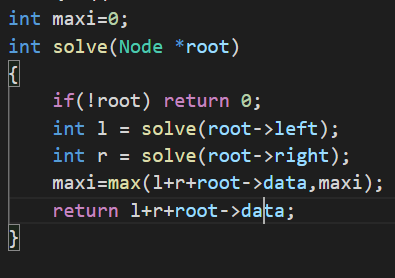 int maxi=0;
int solve(Node *root)
{
    if(!root) return 0;
    int l = solve(root->left);
    int r = solve(root->right);
    maxi=max(l+r+root->data,maxi);
    return l+r+root->data;
}